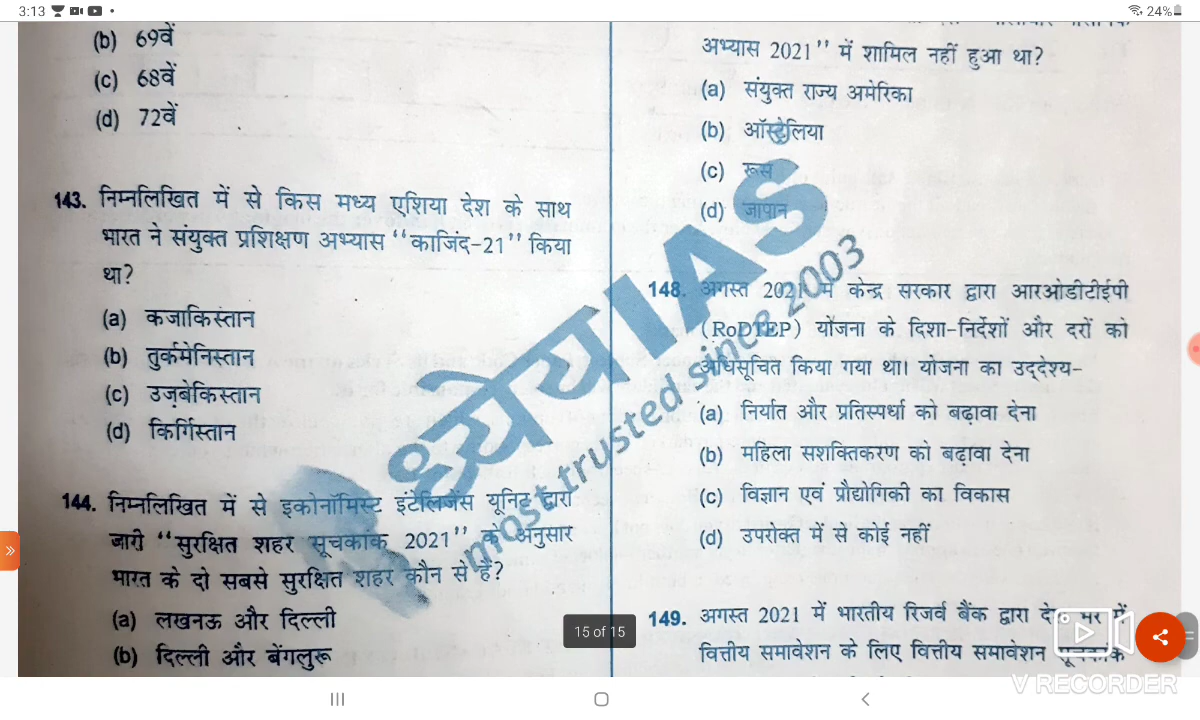 3:13
24%
(b) 69वें
(c) 68वें
(d) 72वें
143. निम्नलिखित में से किस मध्य एशिया देश के साथ
भारत ने संयुक्त प्रशिक्षण अभ्यास ‘‘काजिंद-21’’ किया
था?
(a) कजाकिस्तान
(b) तुर्कमेनिस्तान
(c) उज़बेकिस्तान
(d) किर्गिस्तान
144. निम्नलिखित में से इकोनॉमिस्ट इंटेलिजेंस यूनिट द्वारा
जारी ‘‘सुरक्षित शहर सूचकांक 2021’’ के अनुसार
भारत के दो सबसे सुरक्षित शहर कौन से हैं?
(a) लखनऊ और दिल्ली
(b) दिल्ली और बेंगलुरू
अभ्यास 2021’’ में शामिल नहीं हुआ था?
(a) संयुक्त राज्य अमेरिका
(b) ऑस्ट्रेलिया
(c) रूस
(d) जापान
148. अगस्त 2021 में केन्द्र सरकार द्वारा आरओडीटीईपी
(RoDTEP) योजना के दिशा-निर्देशों और दरों को
अधिसूचित किया गया था। योजना का उद्देश्य-
(a) निर्यात और प्रतिस्पर्धा को बढ़ावा देना
(b) महिला सशक्तिकरण को बढ़ावा देना
(c) विज्ञान एवं प्रौद्योगिकी का विकास
(d) उपरोक्त में से कोई नहीं
149. अगस्त 2021 में भारतीय रिजर्व बैंक द्वारा देश भर में
वित्तीय समावेशन के लिए वित्तीय समावेशन सूचकांक
ध्येय IAS
most trusted since 2003
15 of 15
V RECORDER